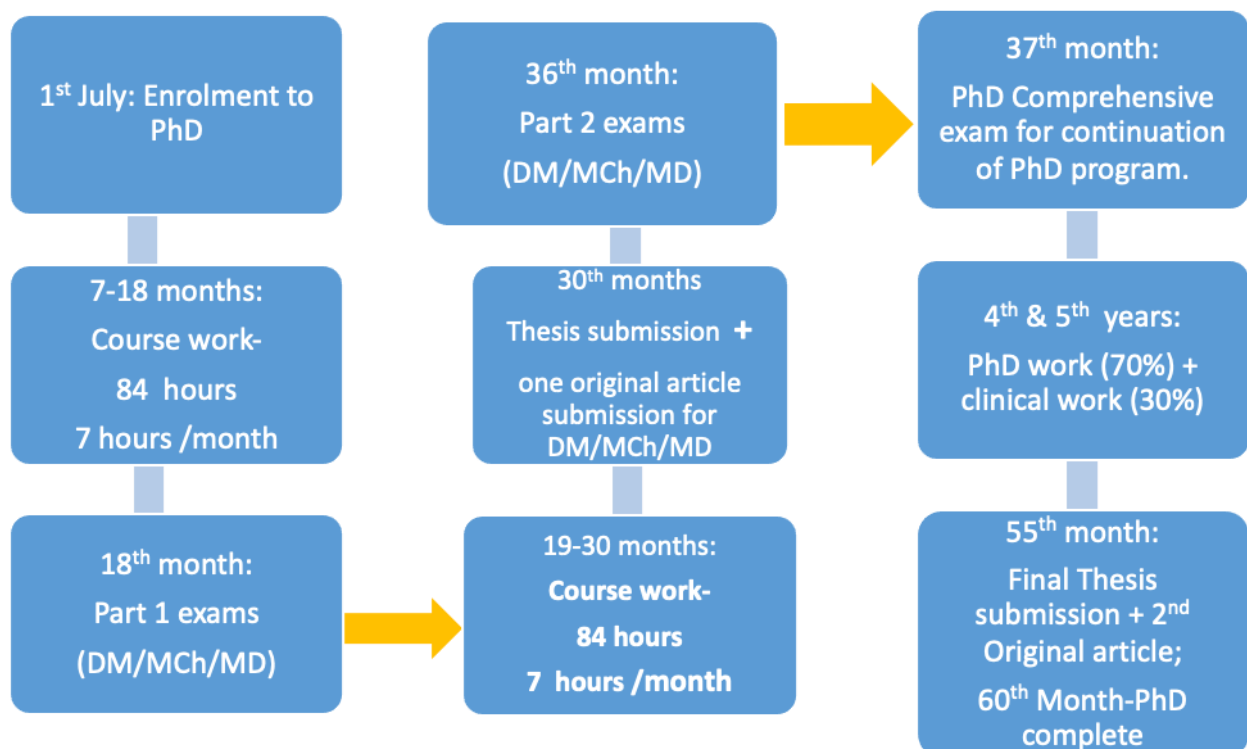 1st July: Enrolment to
PhD
7-18 months:
Course work-
84 hours
7 hours /month
18th month:
Part 1 exams
(DM/MCh/MD)
19-30 months:
Course work-
84 hours
7 hours /month
30th months
Thesis submission +
one original article
submission for
DM/MCh/MD
36th month:
Part 2 exams
(DM/MCh/MD)
37th month:
PhD Comprehensive
exam for continuation
of PhD program.
4th & 5th years:
PhD work (70%) +
clinical work (30%)
55th month:
Final Thesis
submission + 2nd
Original article;
60th Month-PhD
complete